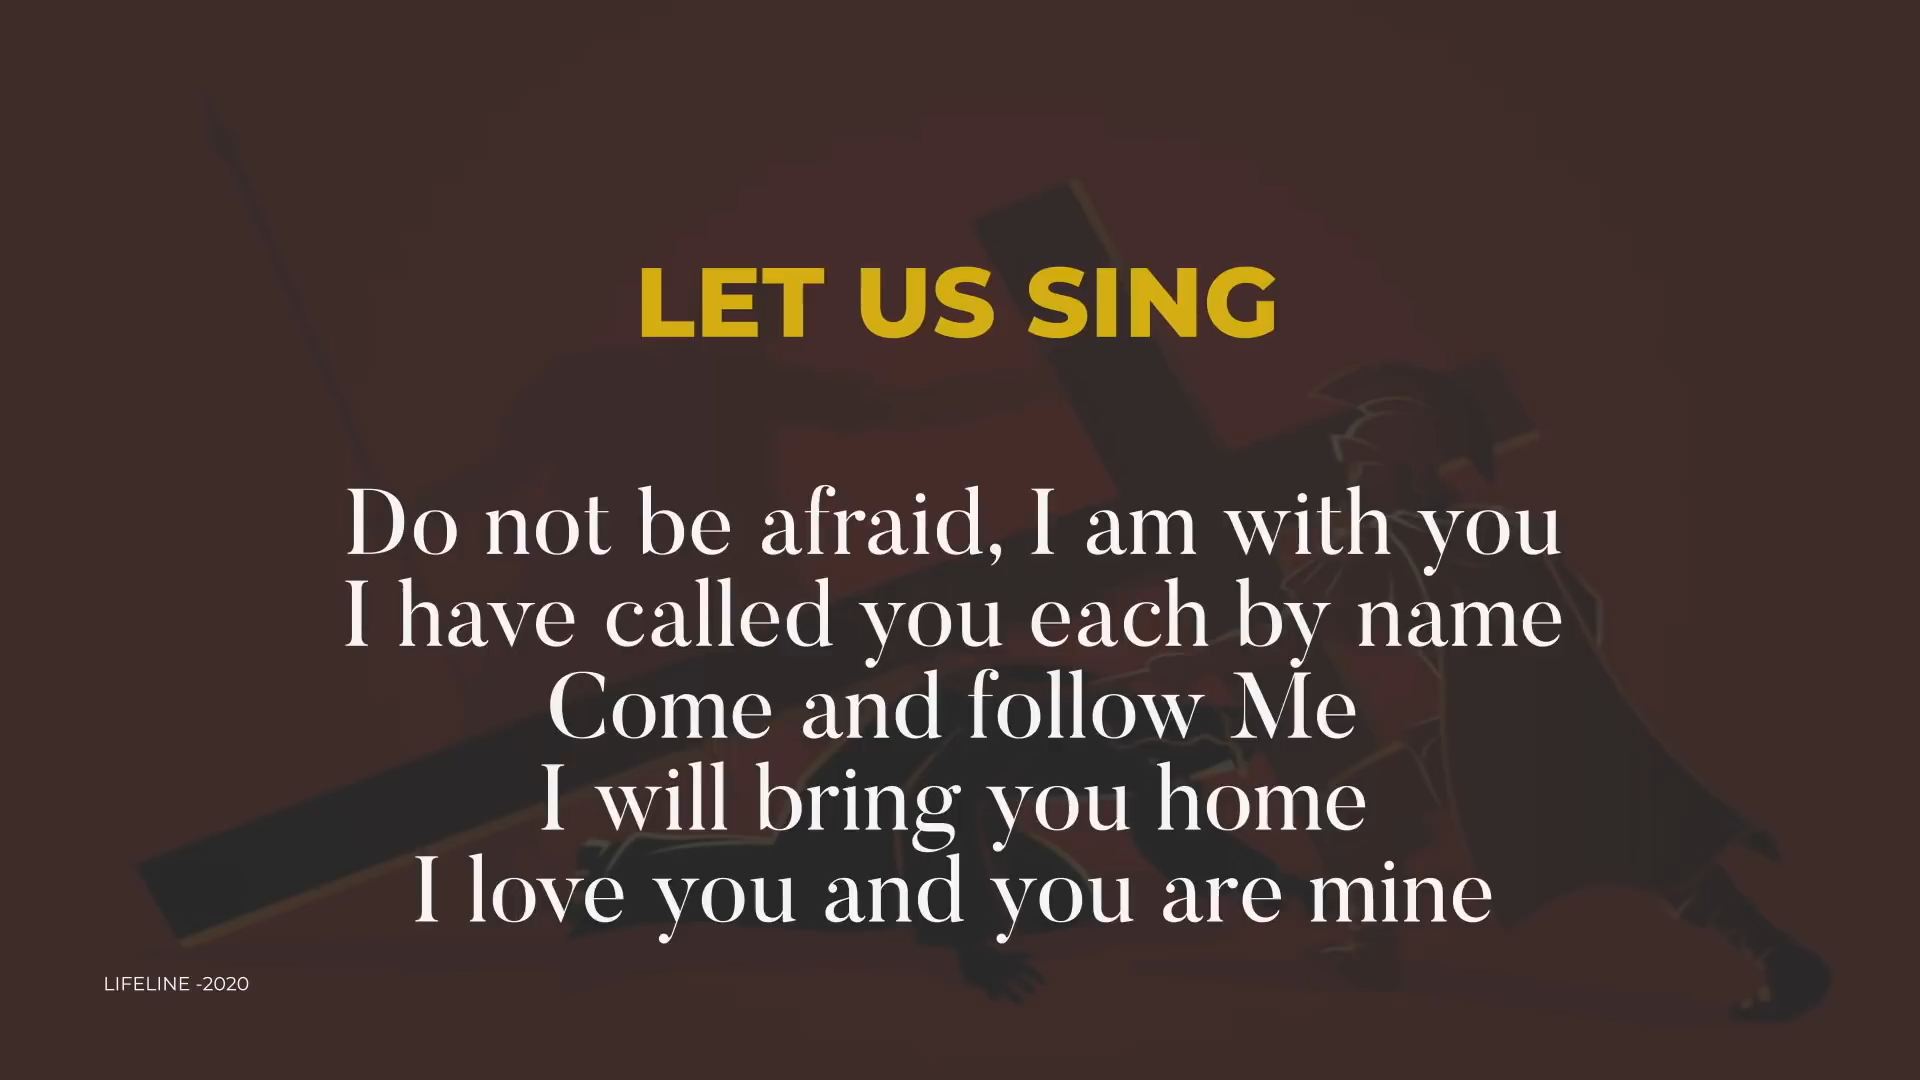 LET US SING
Do not be afraid, I am with you
I have called you each by name
Come and follow Me
I will bring you home
I love you and you are mine
LIFELINE -2020